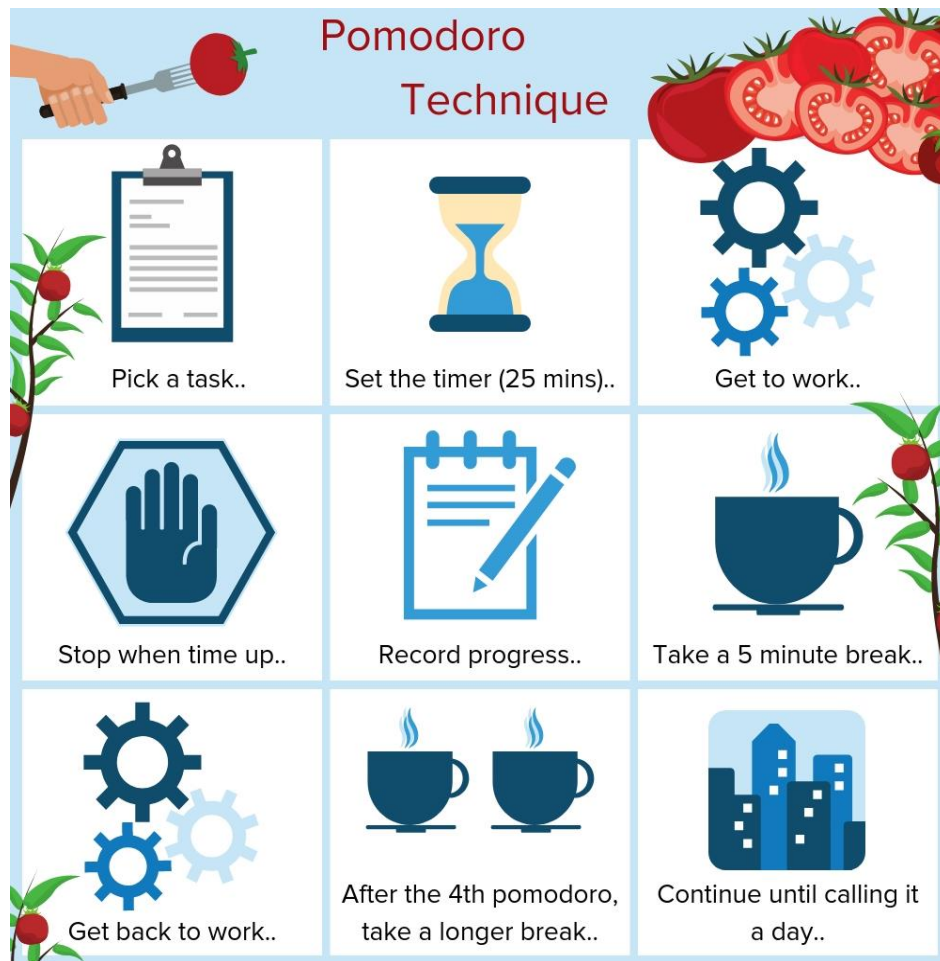 Pomodoro
Technique
Pick a task..
Set the timer (25 mins)..
Get to work..
Stop when time up..
Record progress..
Take a 5 minute break..
Get back to work..
After the 4th pomodoro,
take a longer break..
Continue until calling it
a day..